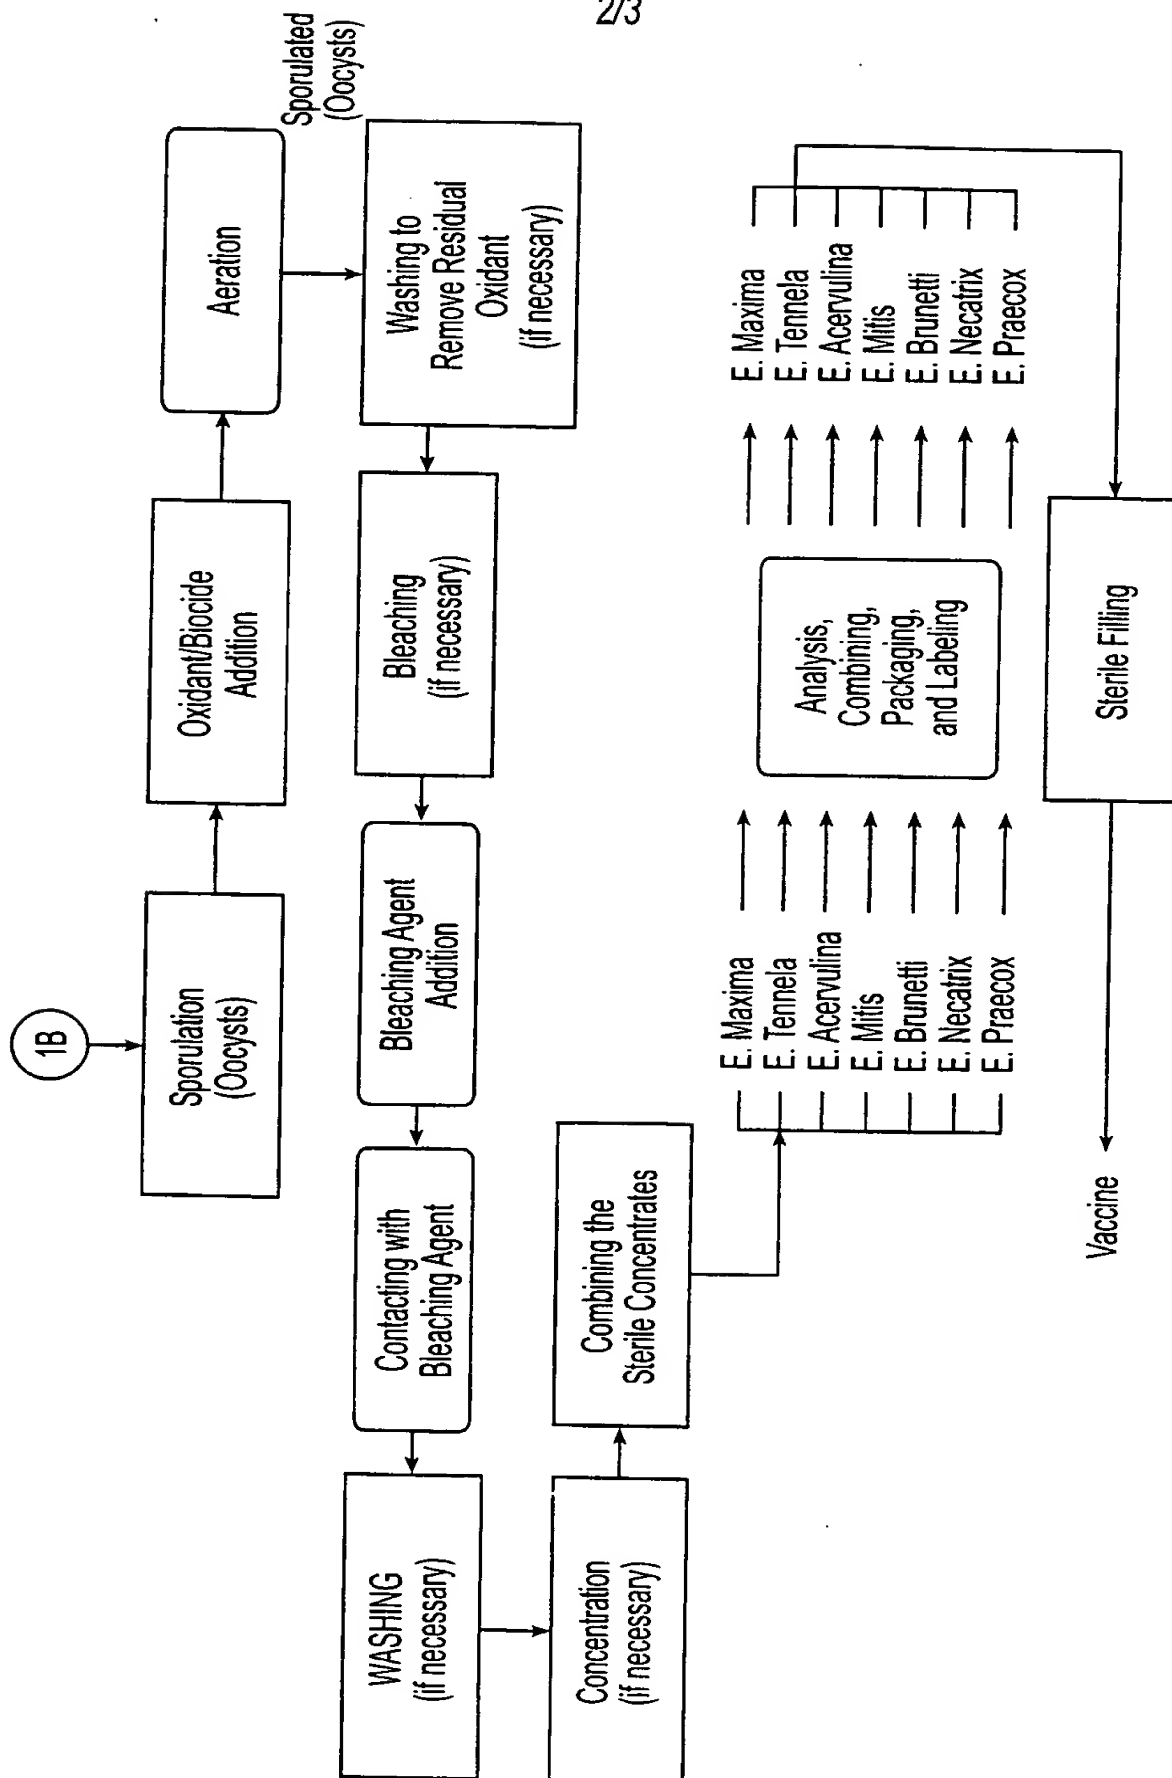 2/3
1B
Sporulation
(Oocysts)
Oxidant/Biocide
Addition
Aeration
Sporulated
(Oocysts)
Washing to
Remove Residual
Oxidant
(if necessary)
Bleaching
(if necessary)
Bleaching Agent
Addition
Contacting with
Bleaching Agent
WASHING
(if necessary)
Concentration
(if necessary)
Combining the
Sterile Concentrates
E. Maxima
E. Tennela
E. Acervulina
E. Mitis
E. Brunetti
E. Necatrix
E. Praecox
Analysis,
Combining,
Packaging,
and Labeling
E. Maxima
E. Tennela
E. Acervulina
E. Mitis
E. Brunetti
E. Necatrix
E. Praecox
Sterile Filling
Vaccine